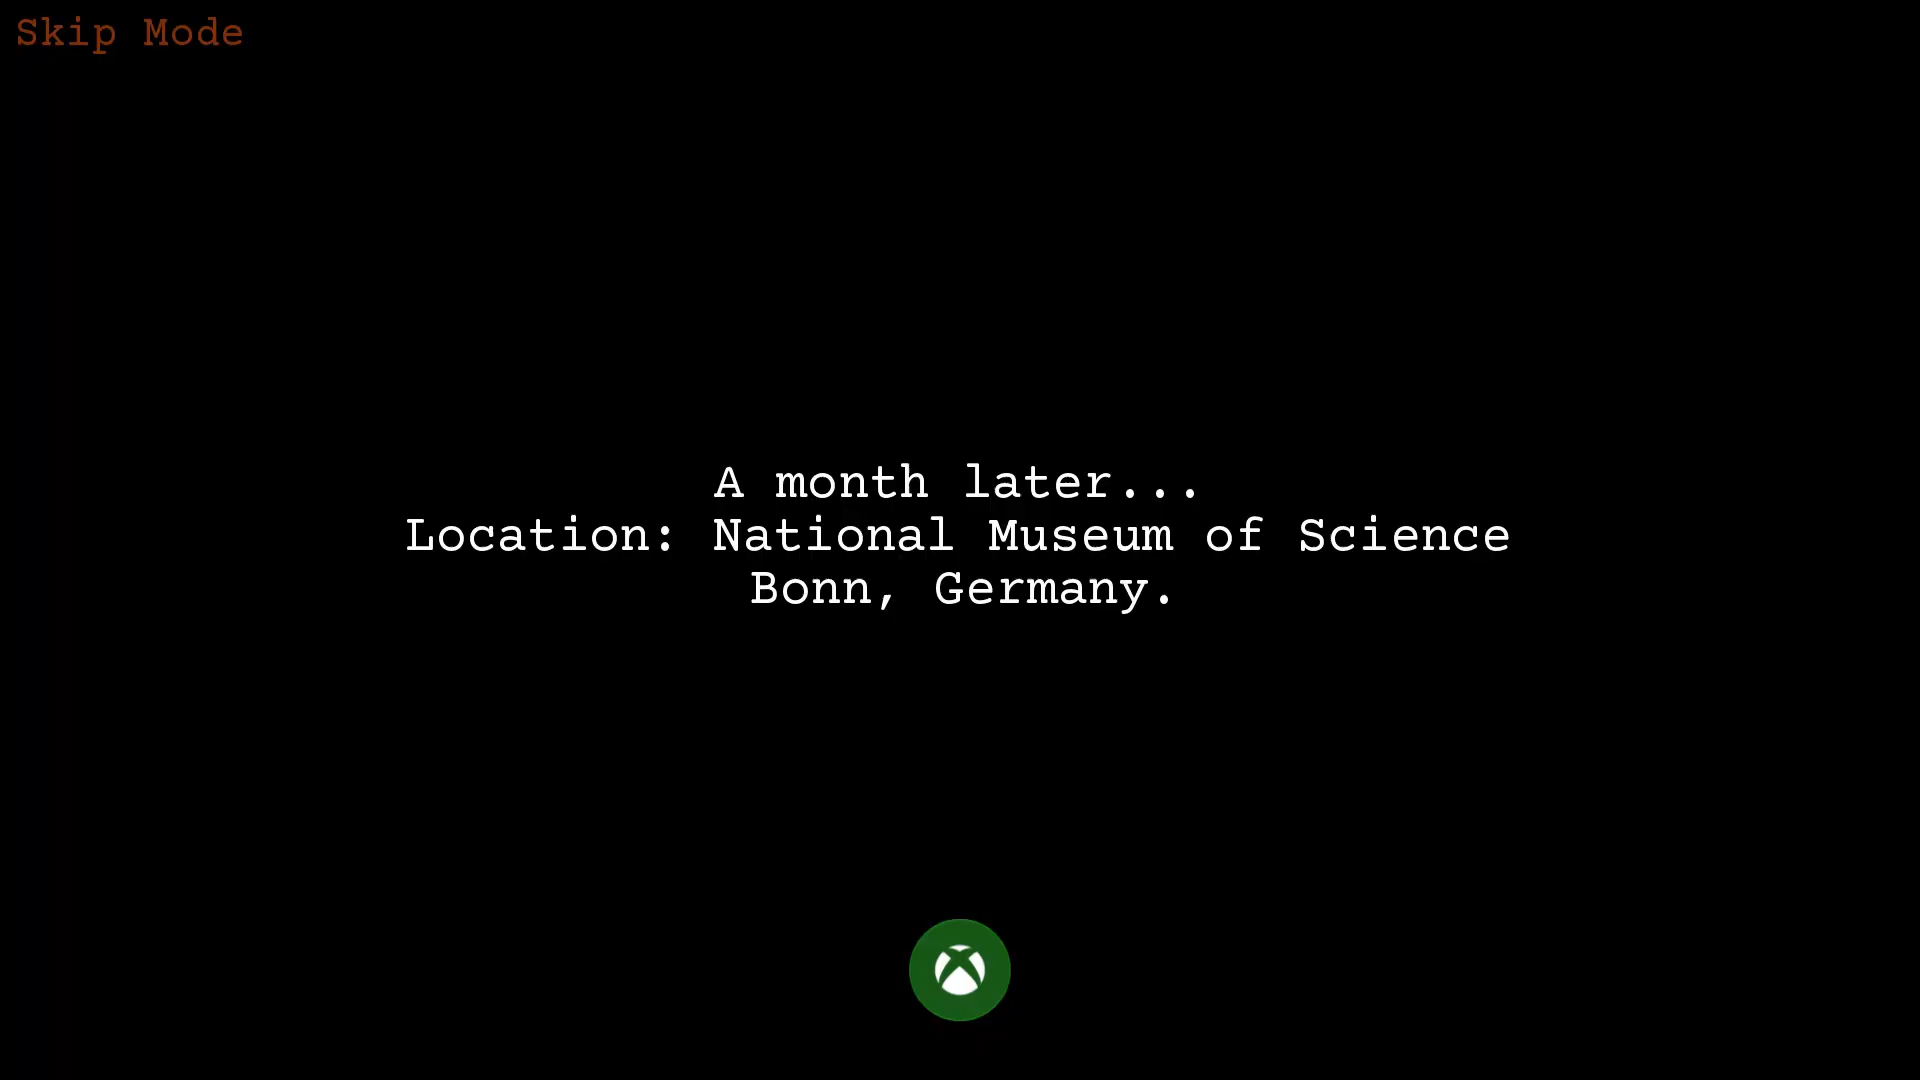 Skip Mode
A month later...
Location: National Museum of Science
Bonn, Germany.